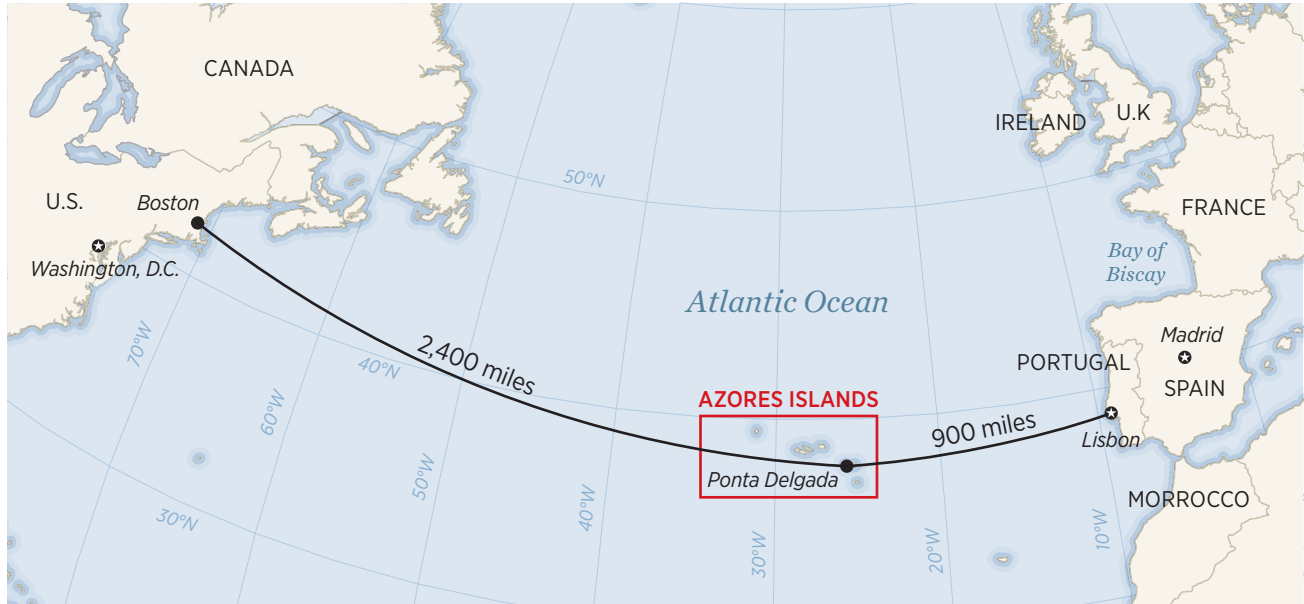 CANADA
IRELAND
U.K
50°N
U.S.
Boston
FRANCE
Washington, D.C.
Bay of
Biscay
Atlantic Ocean
70°W
2,400 miles
40°N
Madrid
PORTUGAL
SPAIN
60°W
AZORES ISLANDS
900 miles
Lisbon
50°W
Ponta Delgada
40°W
MORROCCO
30°N
30°W
20°W
10°W